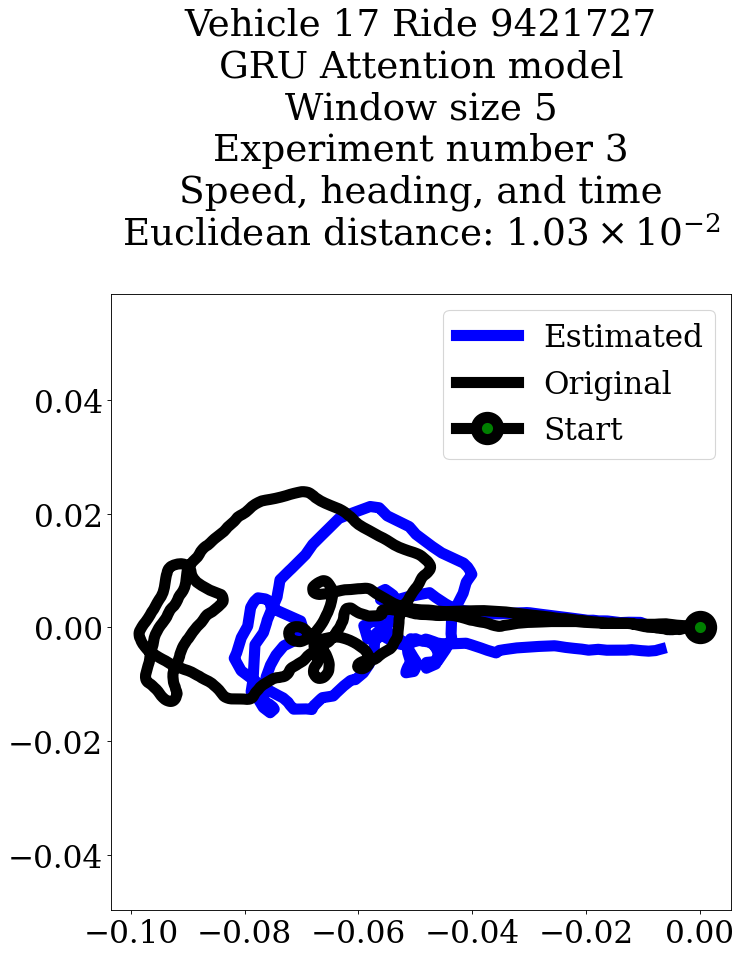 Vehicle 17 Ride 9421727
GRU Attention model
Window size 5
Experiment number 3
Speed, heading, and time
Euclidean distance: 1.03 × 10⁻²
Estimated
Original
Start
0.04
0.02
0.00
−0.02
−0.04
−0.10 −0.08 −0.06 −0.04 −0.02 0.00